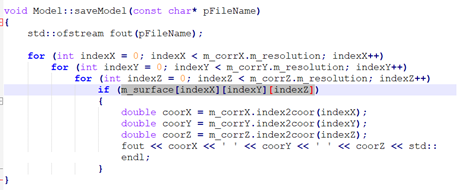 void Model::saveModel(const char* pFileName)
{
    std::ofstream fout(pFileName);

    for (int indexX = 0; indexX < m_corrX.m_resolution; indexX++)
        for (int indexY = 0; indexY < m_corrY.m_resolution; indexY++)
            for (int indexZ = 0; indexZ < m_corrZ.m_resolution; indexZ++)
                if (m_surface[indexX][indexY][indexZ])
                {
                    double coorX = m_corrX.index2coor(indexX);
                    double coorY = m_corrY.index2coor(indexY);
                    double coorZ = m_corrZ.index2coor(indexZ);
                    fout << coorX << ' ' << coorY << ' ' << coorZ << std::
                    endl;
                }
}